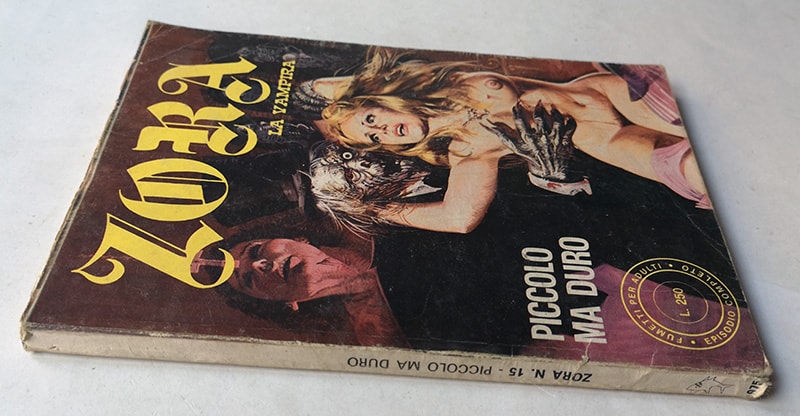 ZORA
LA VAMPIRA
PICCOLO
MA DURO
FUMETTI PER ADULTI • EPISODIO COMPLETO •
L. 250
ZORA N. 15 - PICCOLO MA DURO